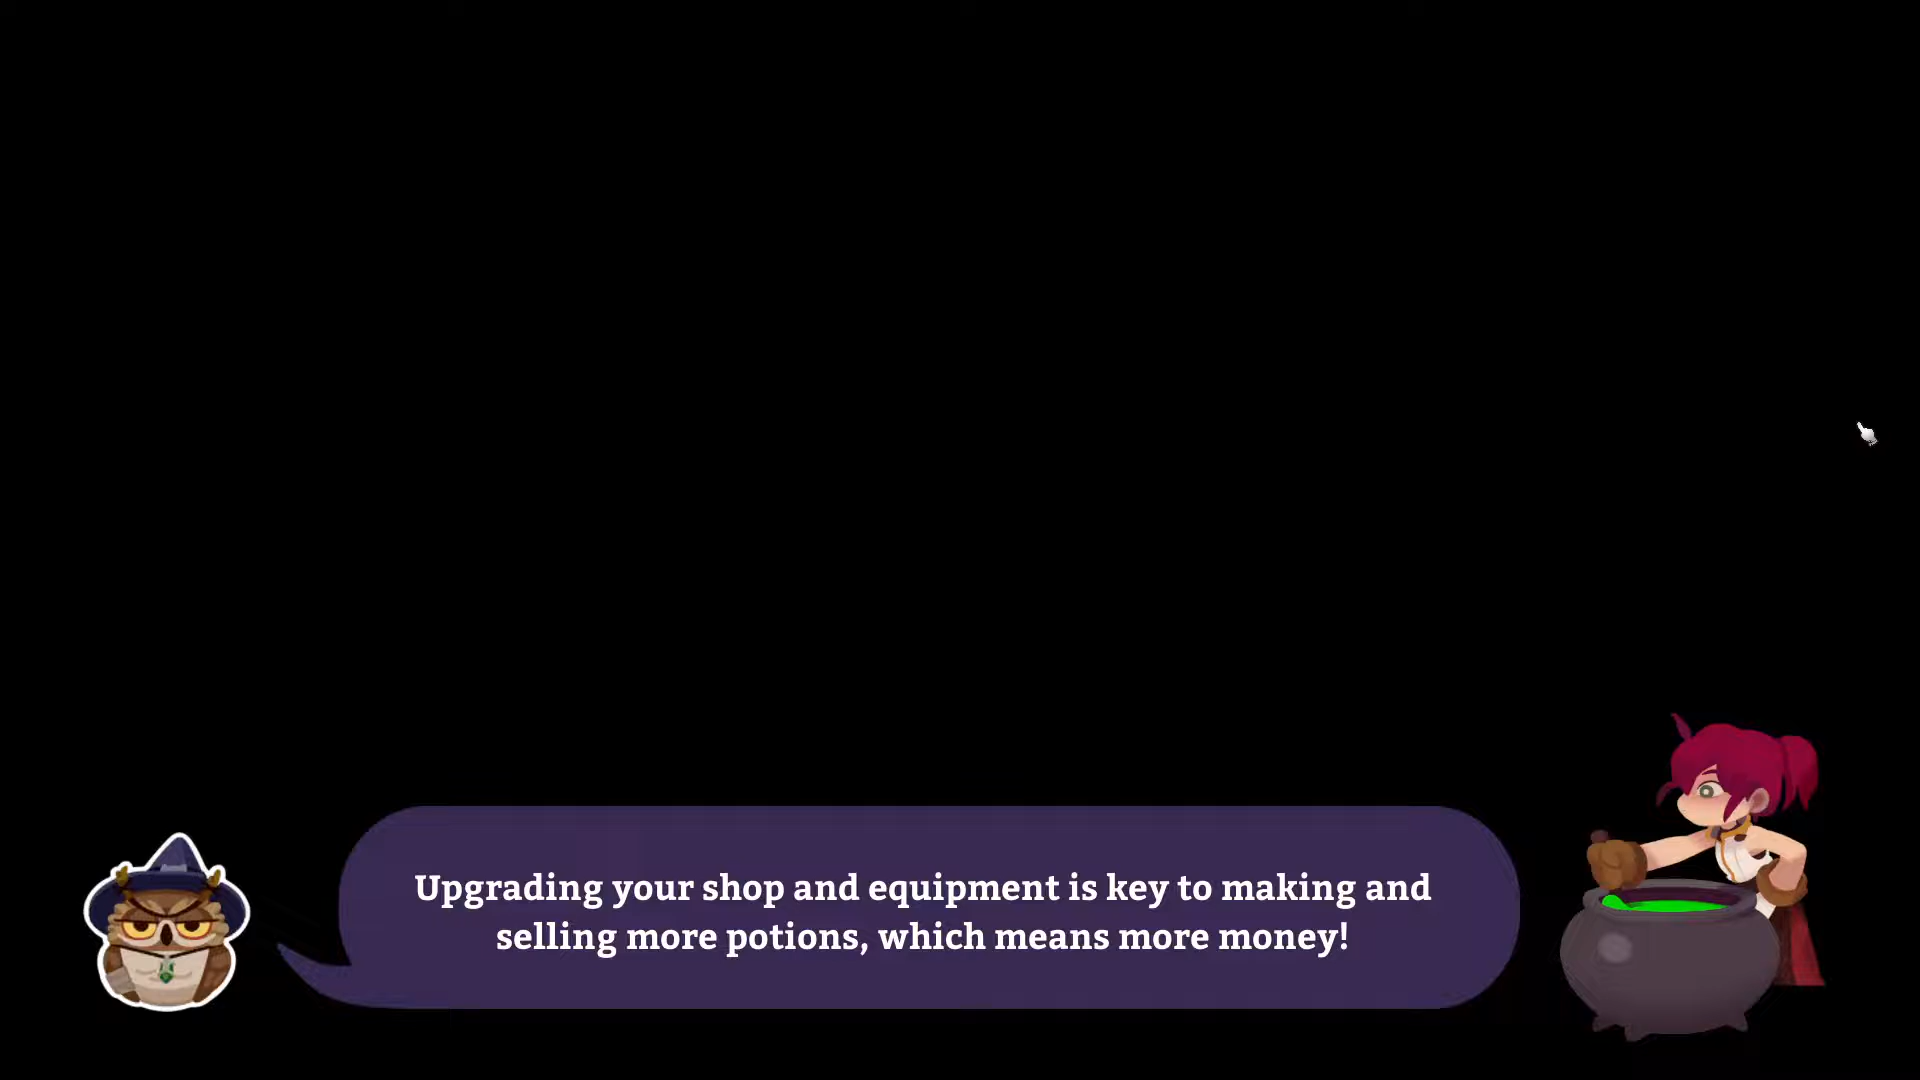 Upgrading your shop and equipment is key to making and
selling more potions, which means more money!